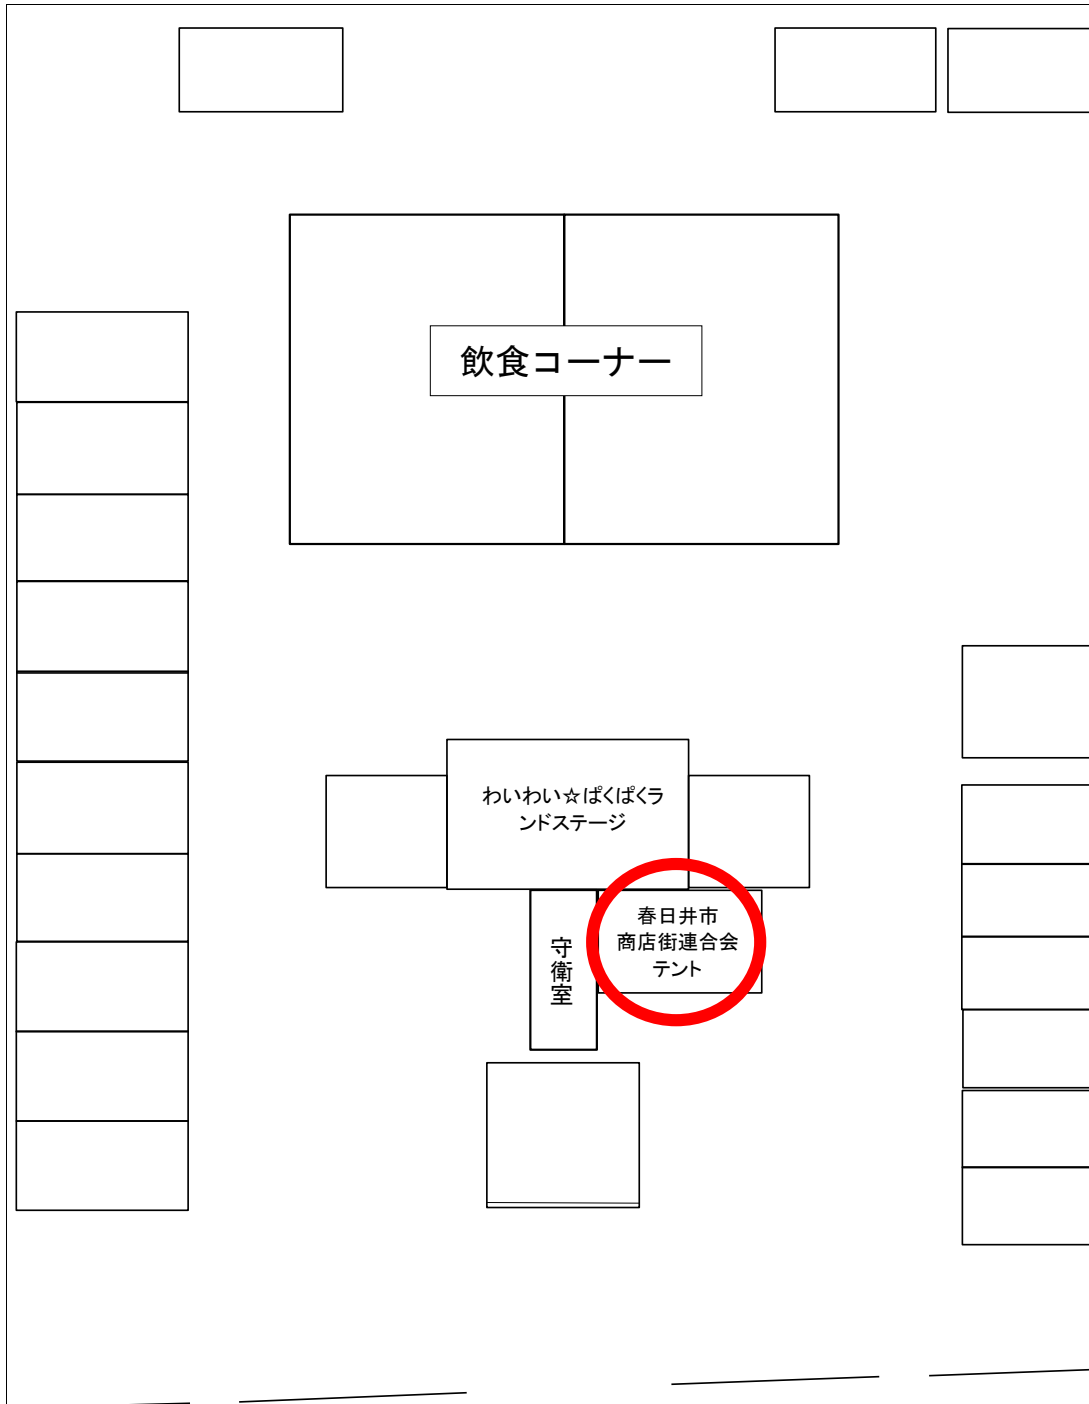 飲食コーナー
わいわい☆ぱくぱくラ
ンドステージ
春日井市
商店街連合会
テント
守衛室